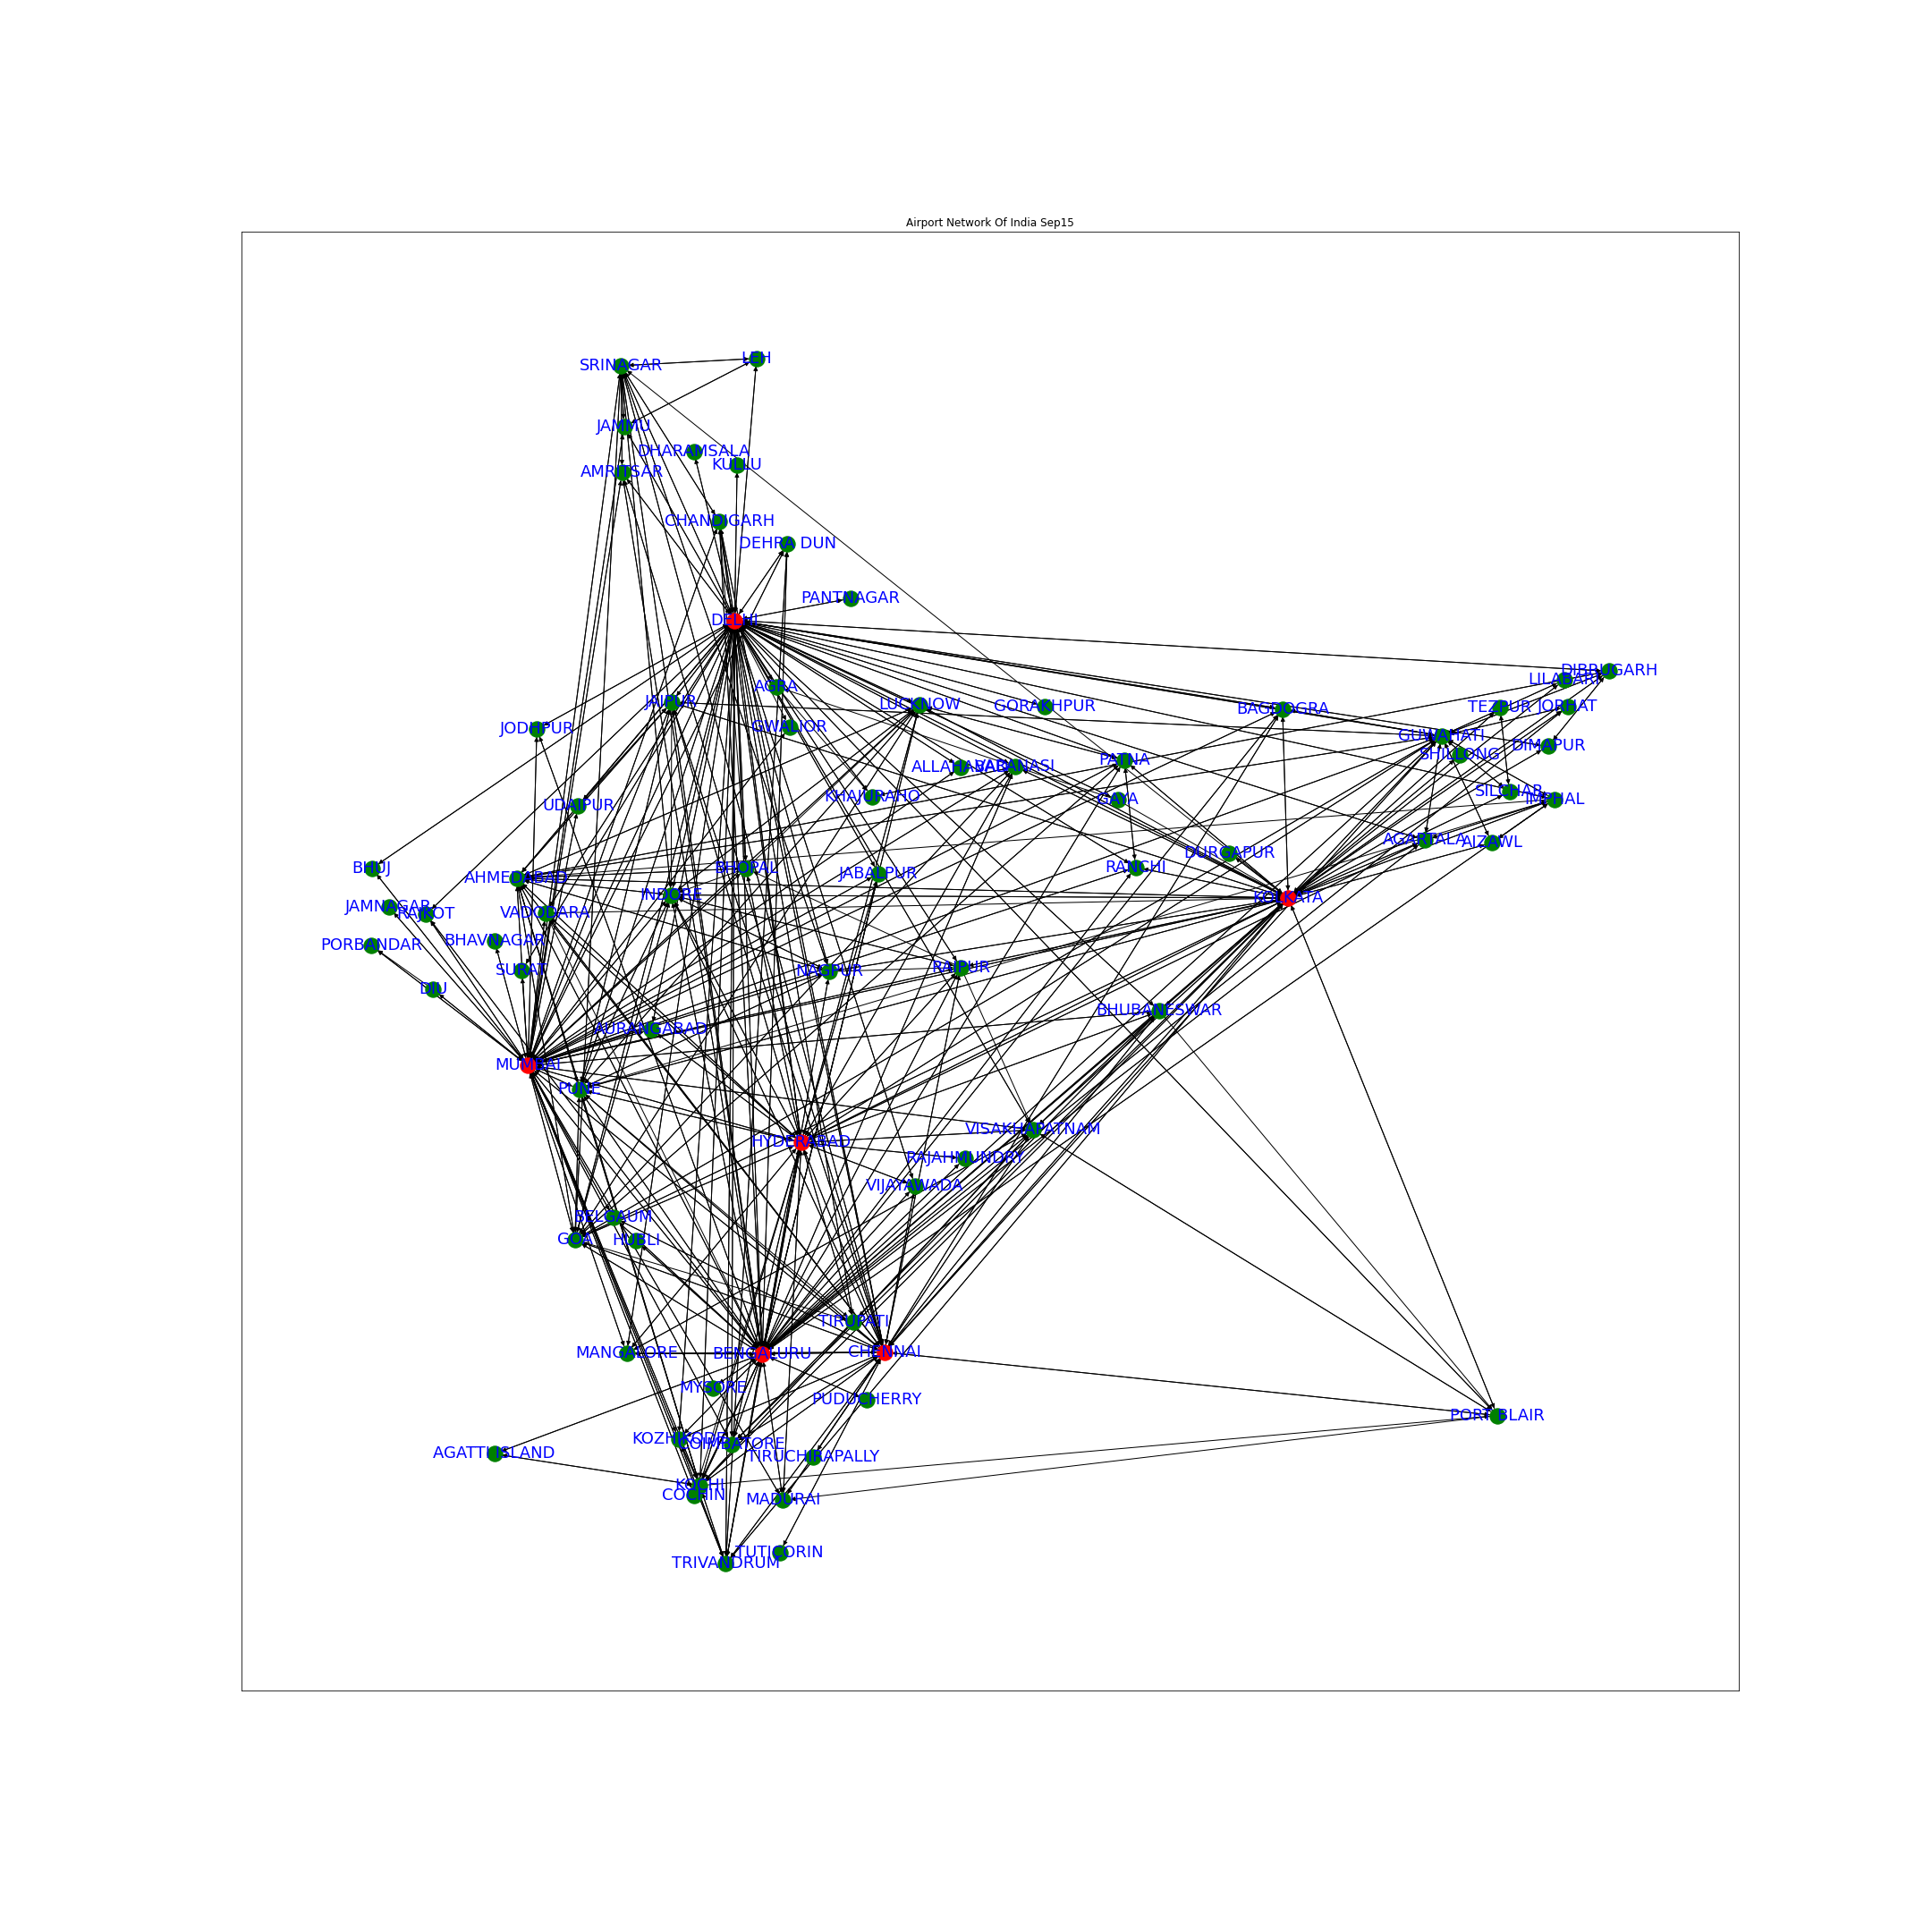 Airport Network Of India Sep15
LEH
SRINAGAR
JAMMU
DHARAMSALA
KULLU
AMRITSAR
CHANDIGARH
DEHRA DUN
PANTNAGAR
DELHI
DIBRUGARH
LILABARI
AGRA
JAIPUR
LUCKNOW
GORAKHPUR
BAGDOGRA
TEZPUR
JORHAT
JODHPUR
GWALIOR
GUWAHATI
DIMAPUR
SHILLONG
PATNA
ALLAHABAD
VARANASI
KHAJURAHO
GAYA
SILCHAR
IMPHAL
UDAIPUR
AGARTALA
AIZAWL
DURGAPUR
BHUJ
BHOPAL
RANCHI
JABALPUR
AHMEDABAD
INDORE
KOLKATA
JAMNAGAR
RAJKOT
VADODARA
PORBANDAR
BHAVNAGAR
SURAT
NAGPUR
RAIPUR
DIU
BHUBANESWAR
AURANGABAD
MUMBAI
PUNE
VISAKHAPATNAM
HYDERABAD
RAJAHMUNDRY
VIJAYAWADA
BELGAUM
GOA
HUBLI
TIRUPATI
MANGALORE
BENGALURU
CHENNAI
MYSORE
PUDUCHERRY
PORT BLAIR
KOZHIKODE
COIMBATORE
AGATTI ISLAND
TIRUCHIRAPALLY
KOCHI
COCHIN
MADURAI
TUTICORIN
TRIVANDRUM